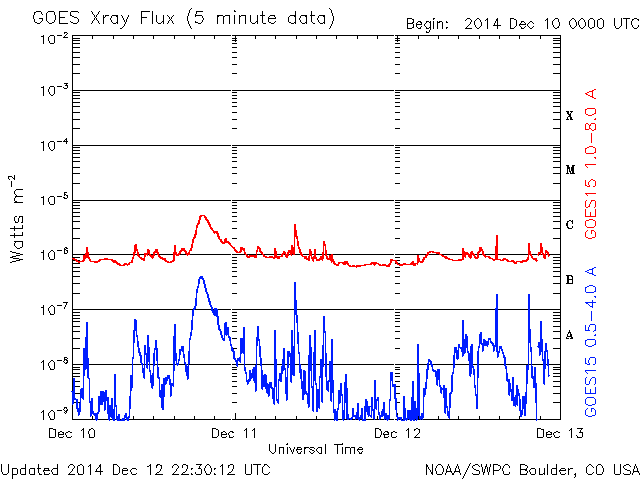 GOES Xray Flux (5 minute data)
Begin: 2014 Dec 10 0000 UTC
10⁻²
10⁻³
10⁻⁴
10⁻⁵
10⁻⁶
10⁻⁷
10⁻⁸
10⁻⁹
Watts m⁻²
X
M
C
B
A
GOES15 1.0-8.0 A
GOES15 0.5-4.0 A
Dec 10
Dec 11
Dec 12
Dec 13
Universal Time
Updated 2014 Dec 12 22:30:12 UTC
NOAA/SWPC Boulder, CO USA